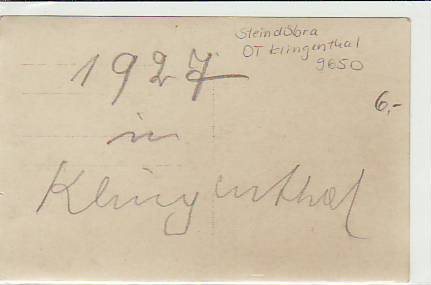 Steindöbra
OT Klingenthal
9650
1927
6,-
in
Klingenthal